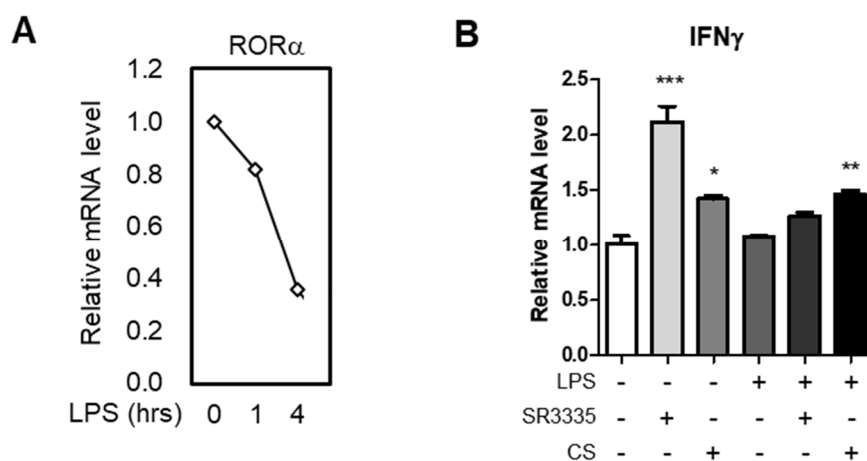 A
RORα
Relative mRNA level
1.2
1.0
0.8
0.6
0.4
0.2
0.0
LPS (hrs) 0 1 4
B
IFNγ
Relative mRNA level
2.5
2.0
1.5
1.0
0.5
0.0
***
*
**
LPS - - - + + +
SR3335 - + - - + -
CS - - + - - +